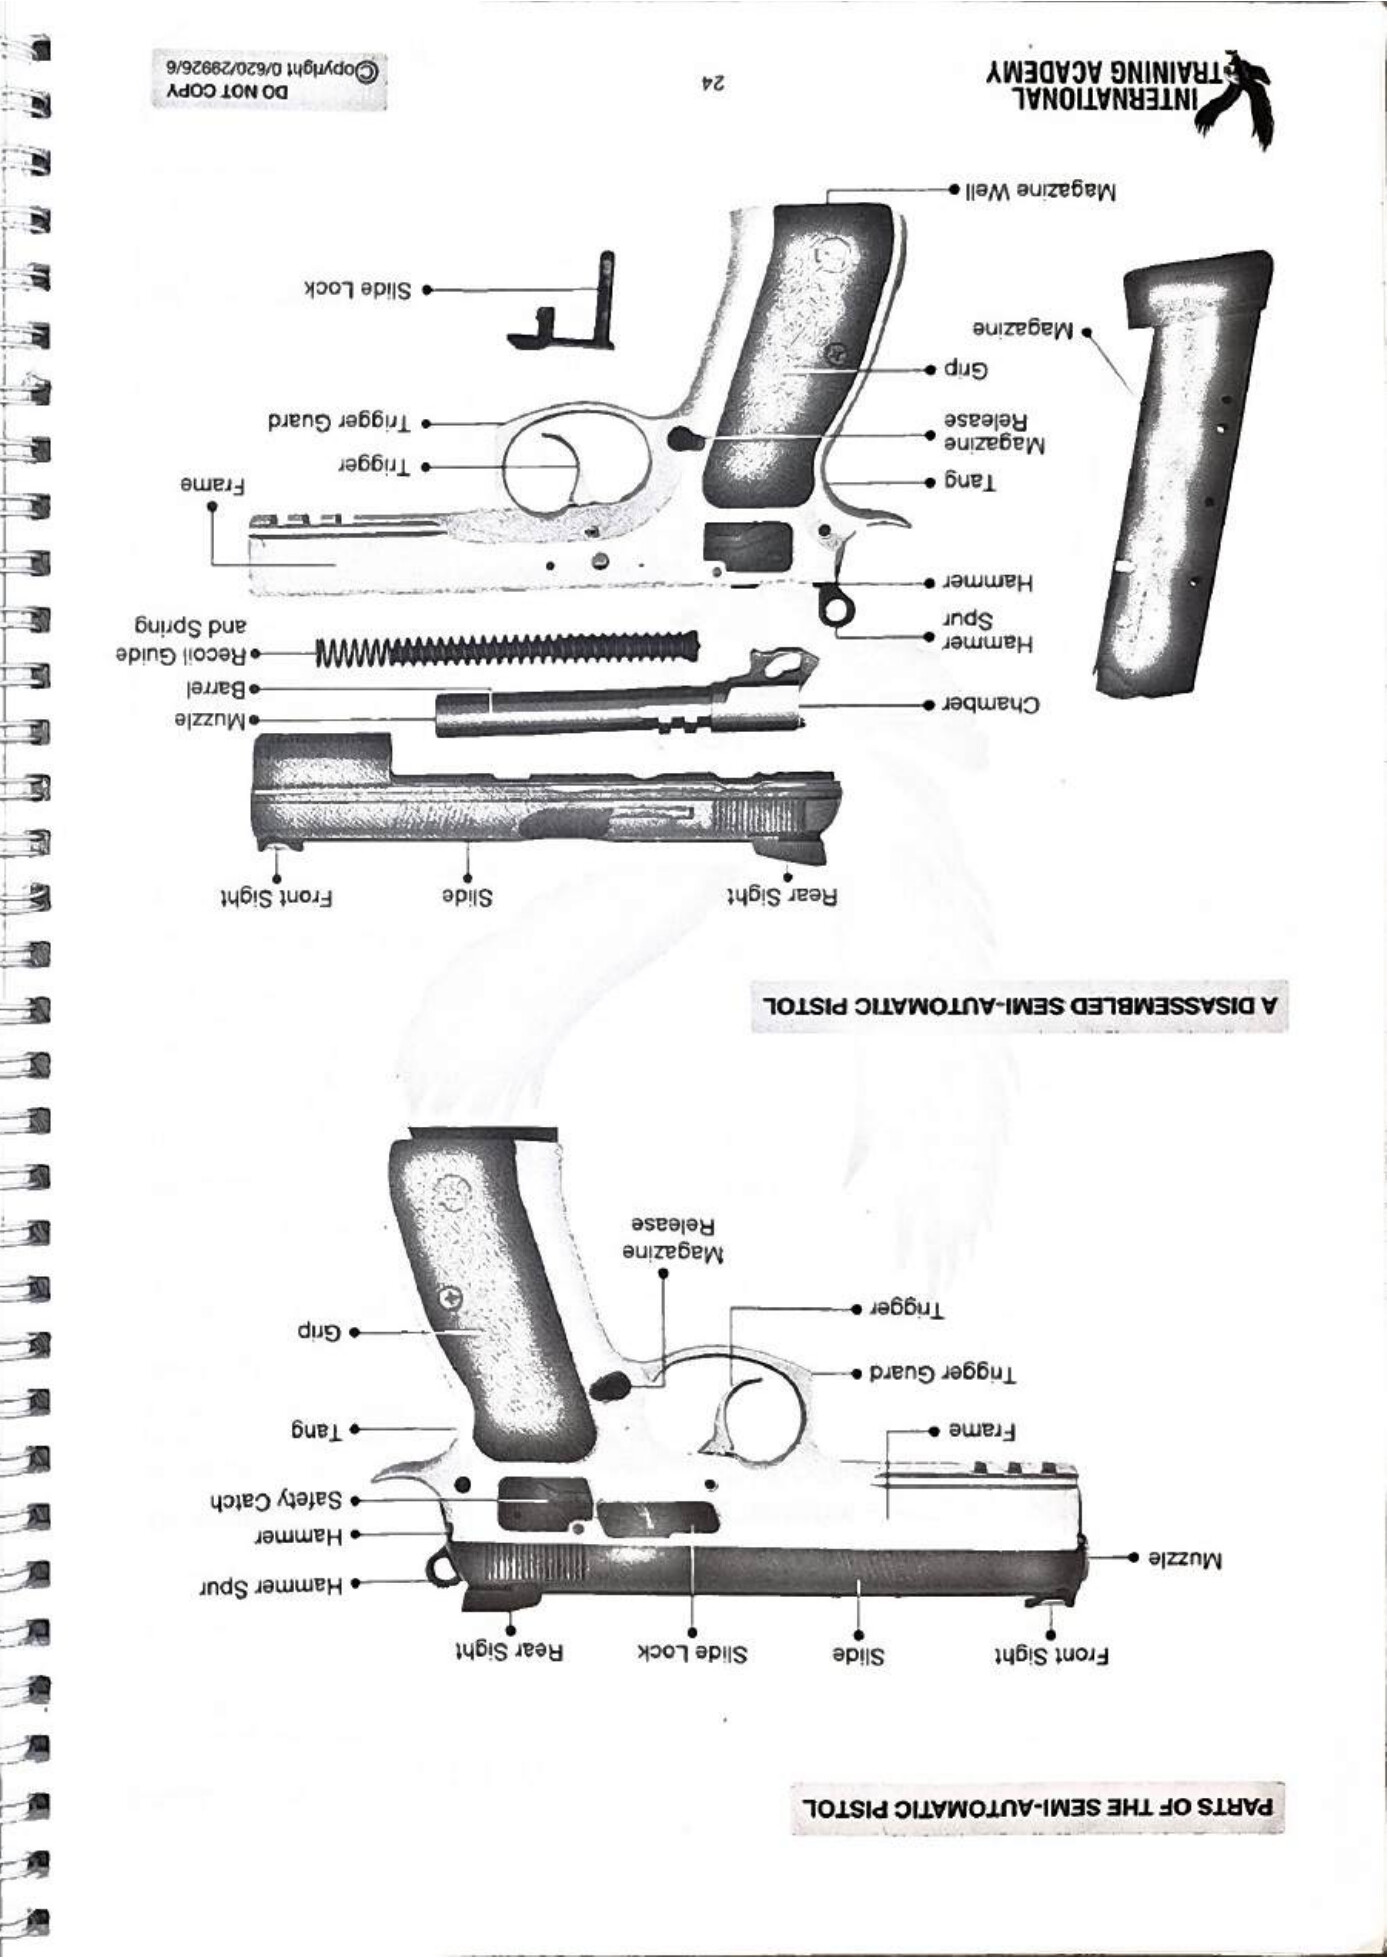 PARTS OF THE SEMI-AUTOMATIC PISTOL
Front Sight
Slide
Slide Lock
Rear Sight
Muzzle
Hammer Spur
Hammer
Safety Catch
Frame
Tang
Trigger Guard
Trigger
Grip
Magazine
Release
A DISASSEMBLED SEMI-AUTOMATIC PISTOL
Rear Sight
Slide
Front Sight
Chamber
Muzzle
Barrel
Hammer
Spur
Recoil Guide
and Spring
Hammer
Frame
Tang
Trigger
Magazine
Release
Trigger Guard
Grip
Magazine
Slide Lock
Magazine Well
INTERNATIONAL
TRAINING ACADEMY
24
DO NOT COPY
©opyright 0/620/29926/6